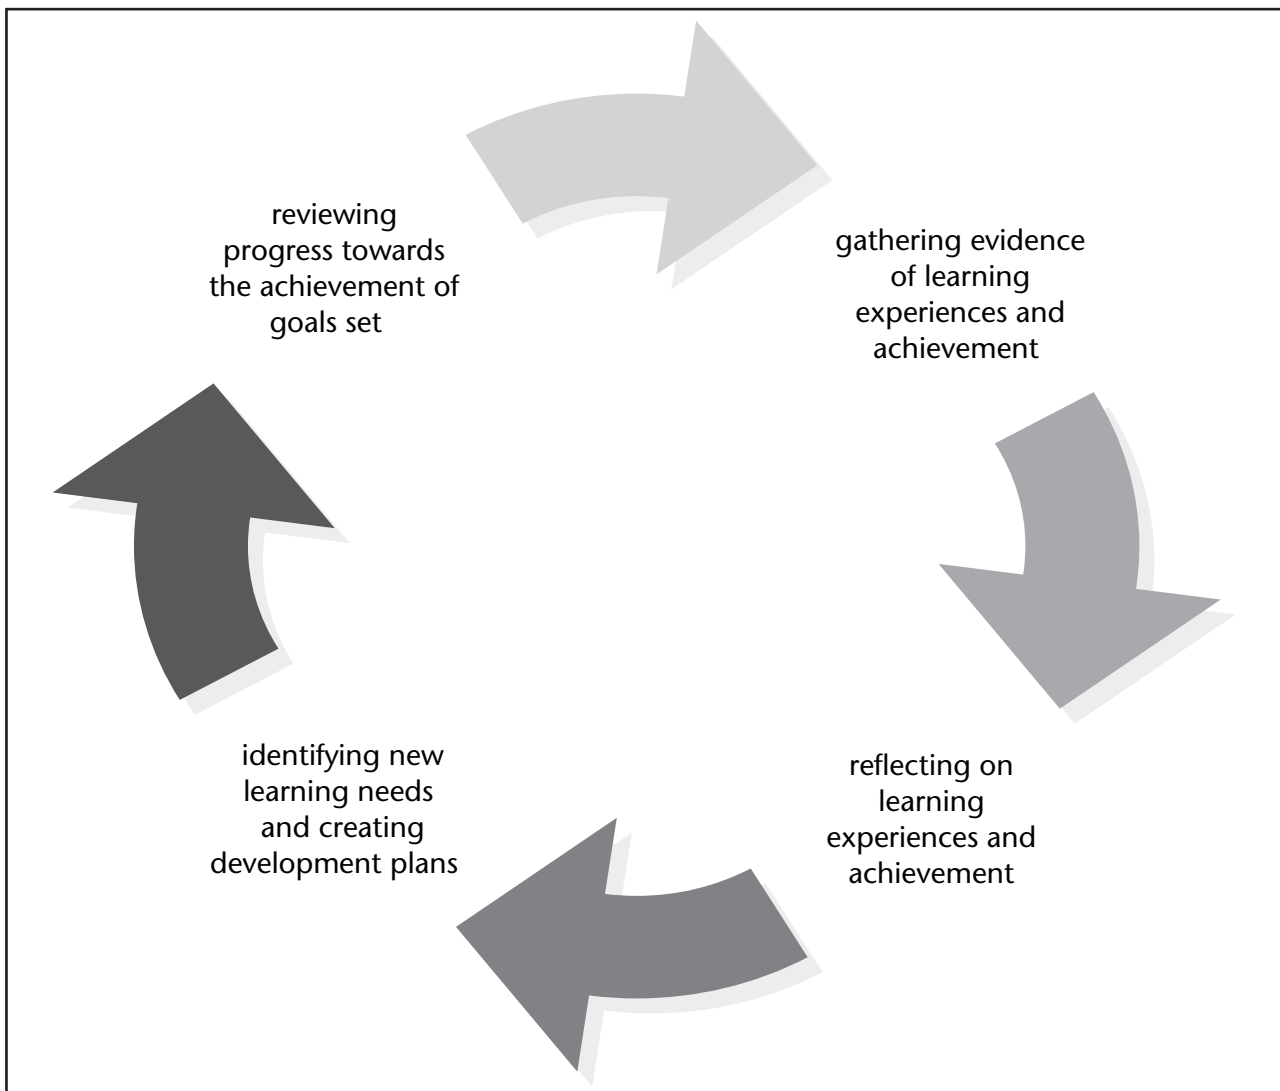 reviewing
progress towards
the achievement of
goals set
gathering evidence
of learning
experiences and
achievement
reflecting on
learning
experiences and
achievement
identifying new
learning needs
and creating
development plans